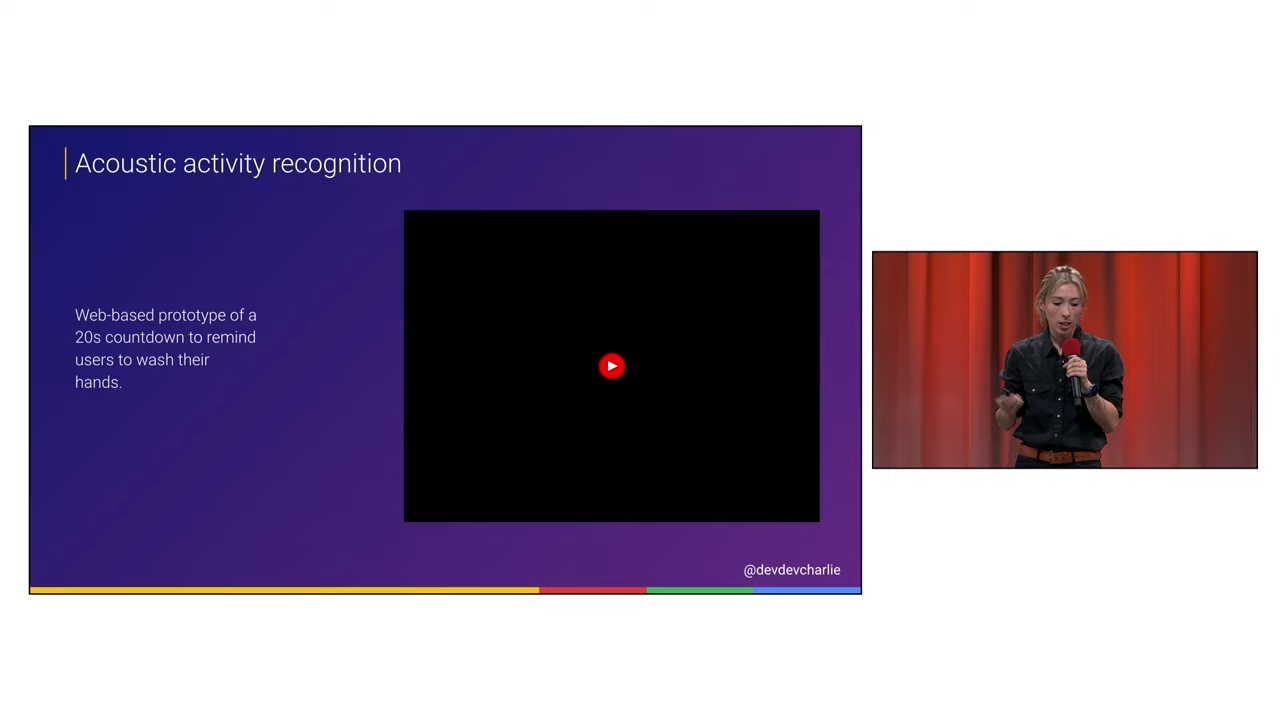 Acoustic activity recognition
Web-based prototype of a
20s countdown to remind
users to wash their
hands.
@devdevcharlie